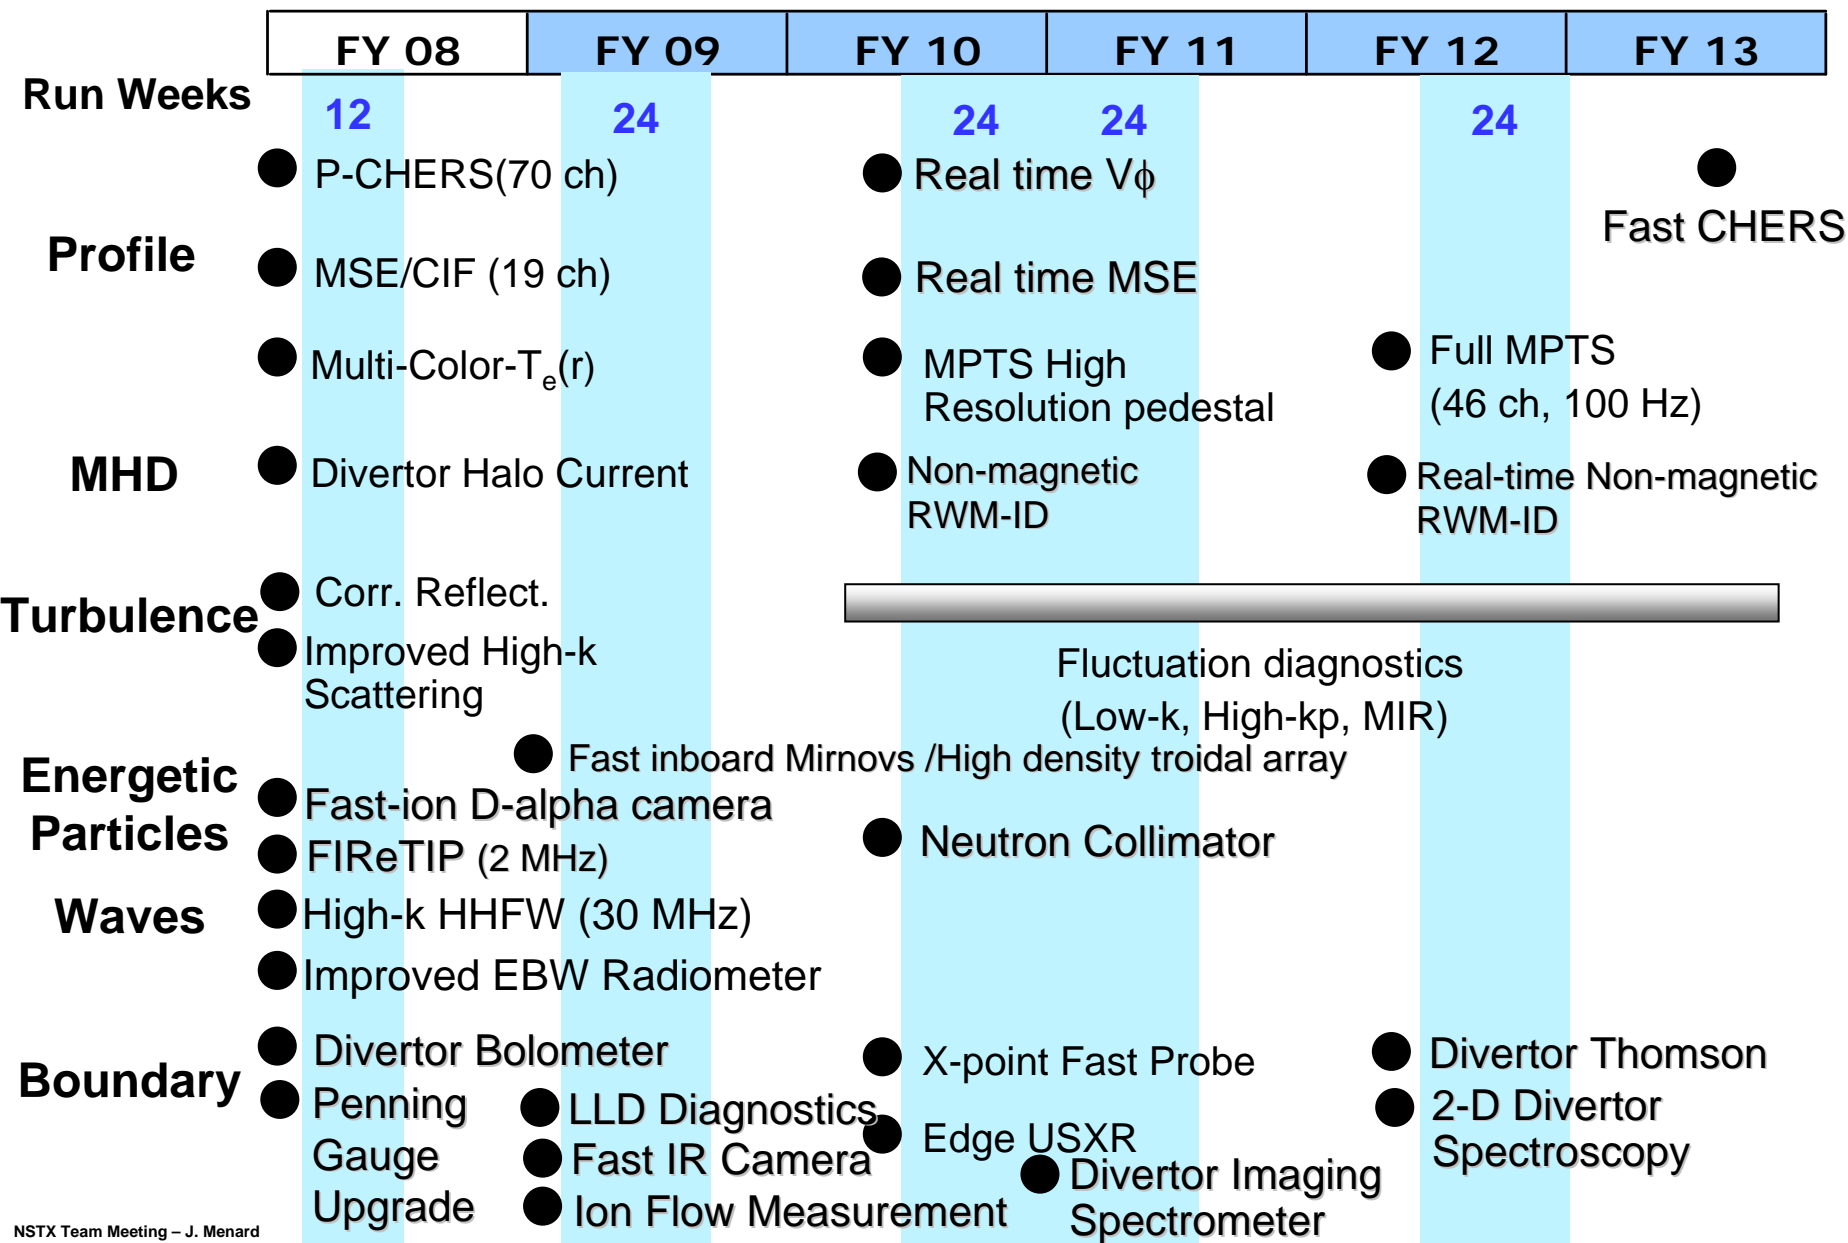 FY 08 FY 09 FY 10 FY 11 FY 12 FY 13
Run Weeks 12 24 24 24 24
Profile
P-CHERS(70 ch)
Real time Vϕ
Fast CHERS
MSE/CIF (19 ch)
Real time MSE
Multi-Color-Te(r)
MPTS High
Resolution pedestal
Full MPTS
(46 ch, 100 Hz)
MHD
Divertor Halo Current
Non-magnetic
RWM-ID
Real-time Non-magnetic
RWM-ID
Turbulence
Corr. Reflect.
Improved High-k
Scattering
Fluctuation diagnostics
(Low-k, High-kp, MIR)
Energetic
Particles
Fast inboard Mirnovs /High density troidal array
Fast-ion D-alpha camera
FIReTIP (2 MHz)
Neutron Collimator
Waves
High-k HHFW (30 MHz)
Improved EBW Radiometer
Boundary
Divertor Bolometer
Penning
Gauge
Upgrade
LLD Diagnostics
Fast IR Camera
Ion Flow Measurement
X-point Fast Probe
Edge USXR
Divertor Imaging
Spectrometer
Divertor Thomson
2-D Divertor
Spectroscopy
NSTX Team Meeting – J. Menard